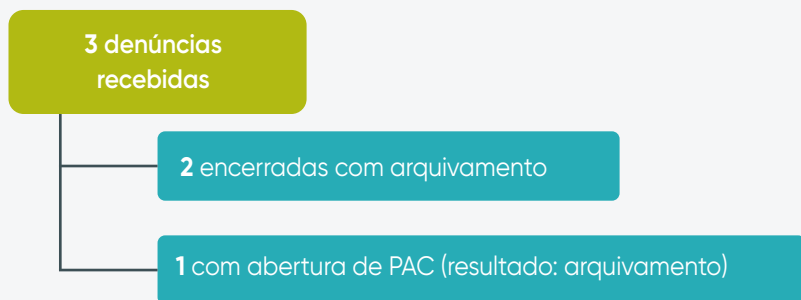 3 denúncias
recebidas
2 encerradas com arquivamento
1 com abertura de PAC (resultado: arquivamento)